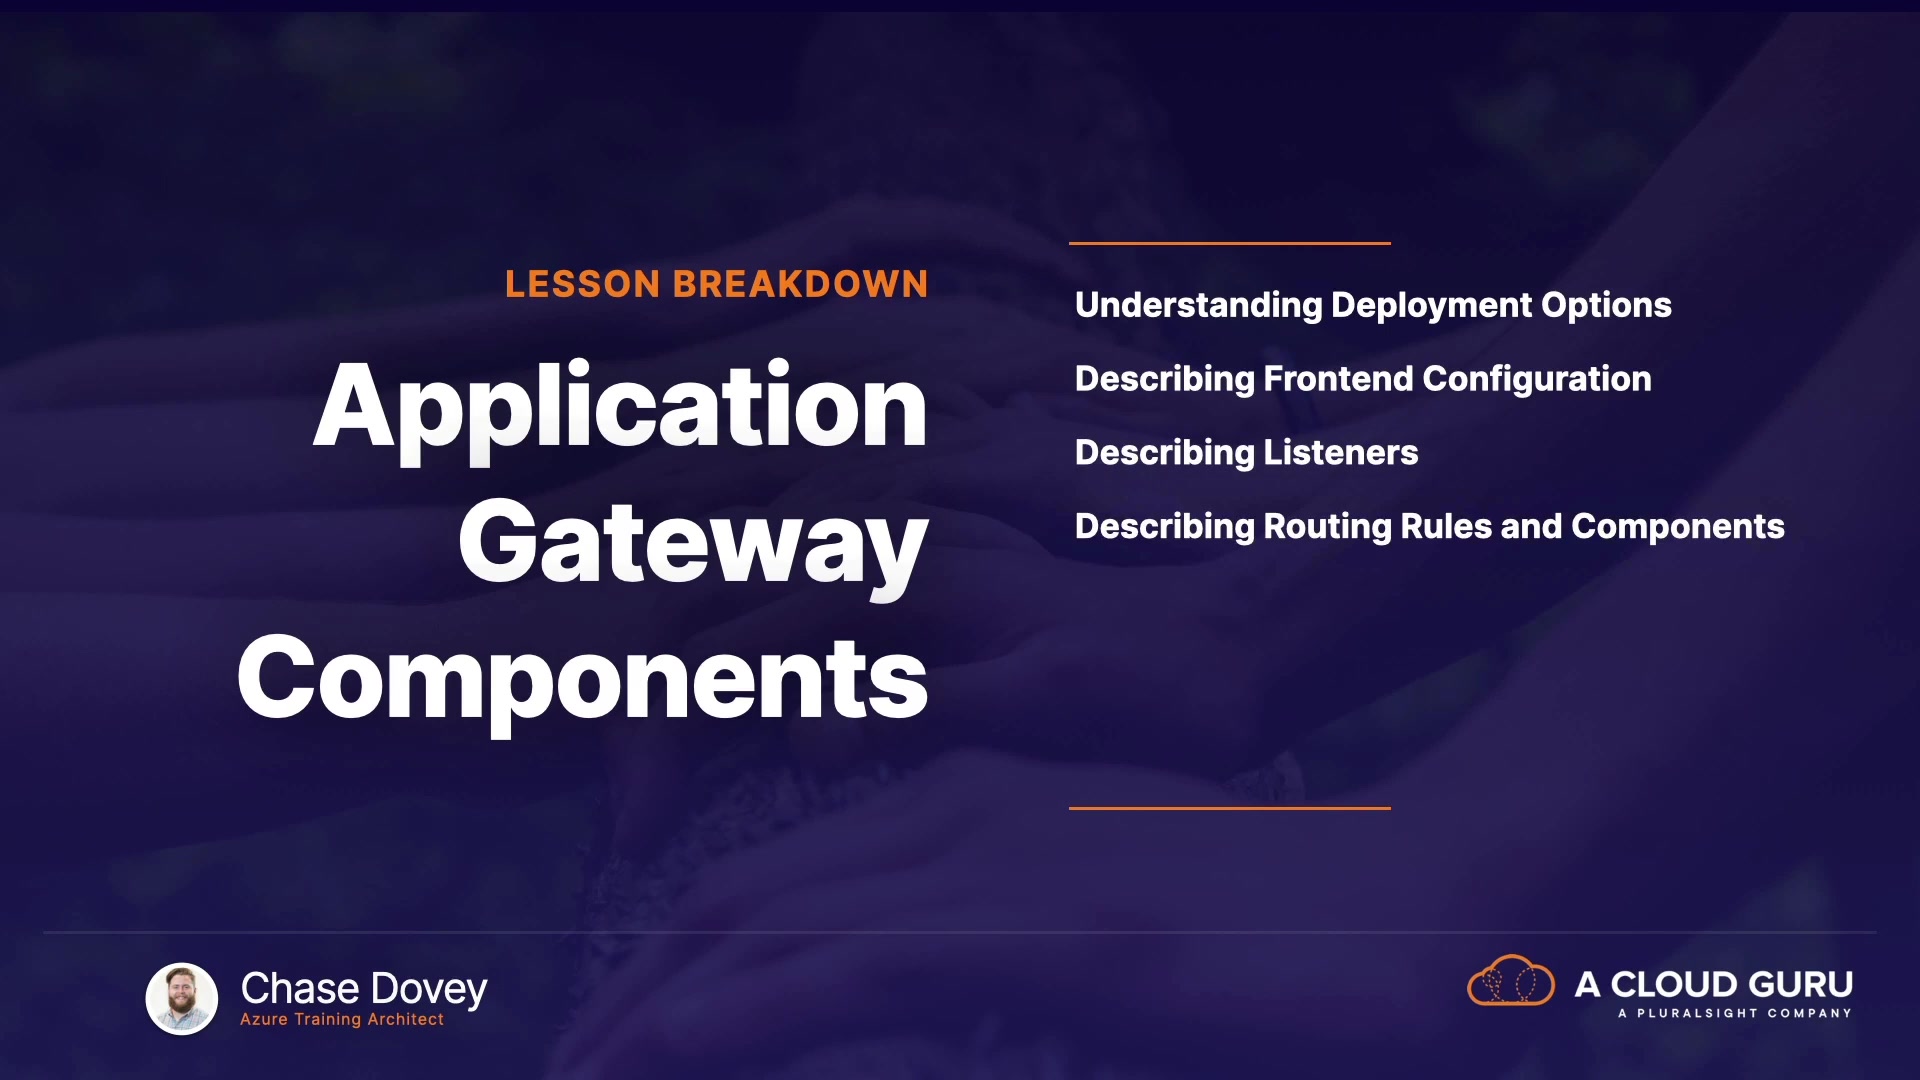 LESSON BREAKDOWN
Application
Gateway
Components
Understanding Deployment Options
Describing Frontend Configuration
Describing Listeners
Describing Routing Rules and Components
Chase Dovey
Azure Training Architect
A CLOUD GURU
A PLURALSIGHT COMPANY